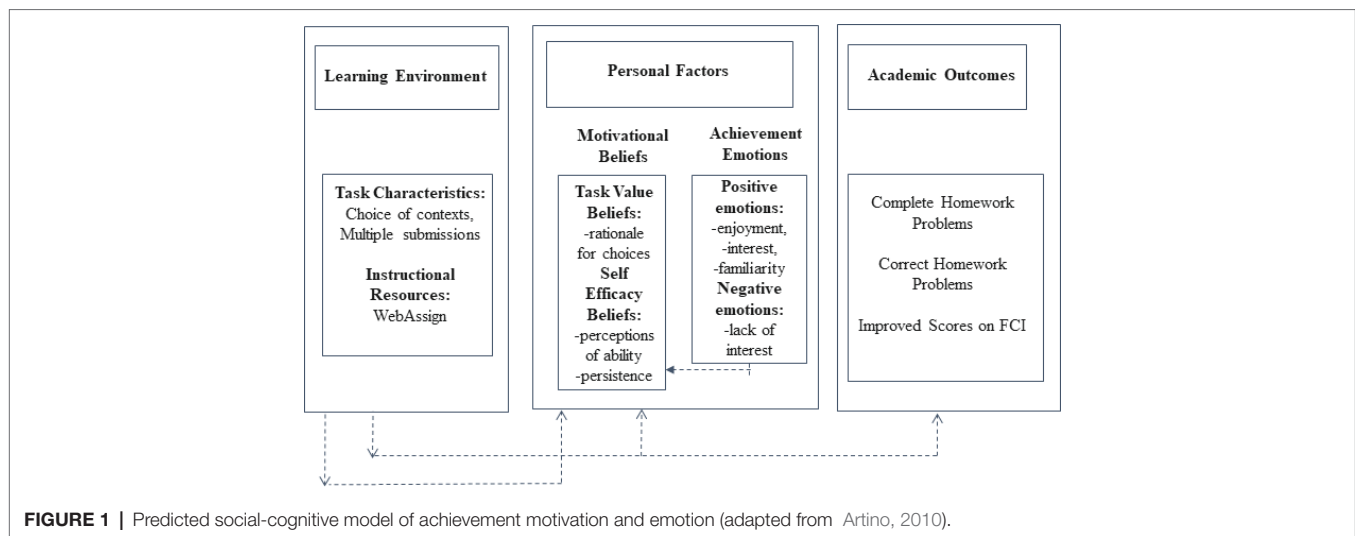 Learning Environment
Task Characteristics:
Choice of contexts,
Multiple submissions
Instructional
Resources:
WebAssign
Personal Factors
Motivational
Beliefs
Task Value
Beliefs:
-rationale
for choices
Self
Efficacy
Beliefs:
-perceptions
of ability
-persistence
Achievement
Emotions
Positive
emotions:
-enjoyment,
-interest,
-familiarity
Negative
emotions:
-lack of
interest
Academic Outcomes
Complete Homework
Problems
Correct Homework
Problems
Improved Scores on FCI
FIGURE 1 | Predicted social-cognitive model of achievement motivation and emotion (adapted from Artino, 2010).